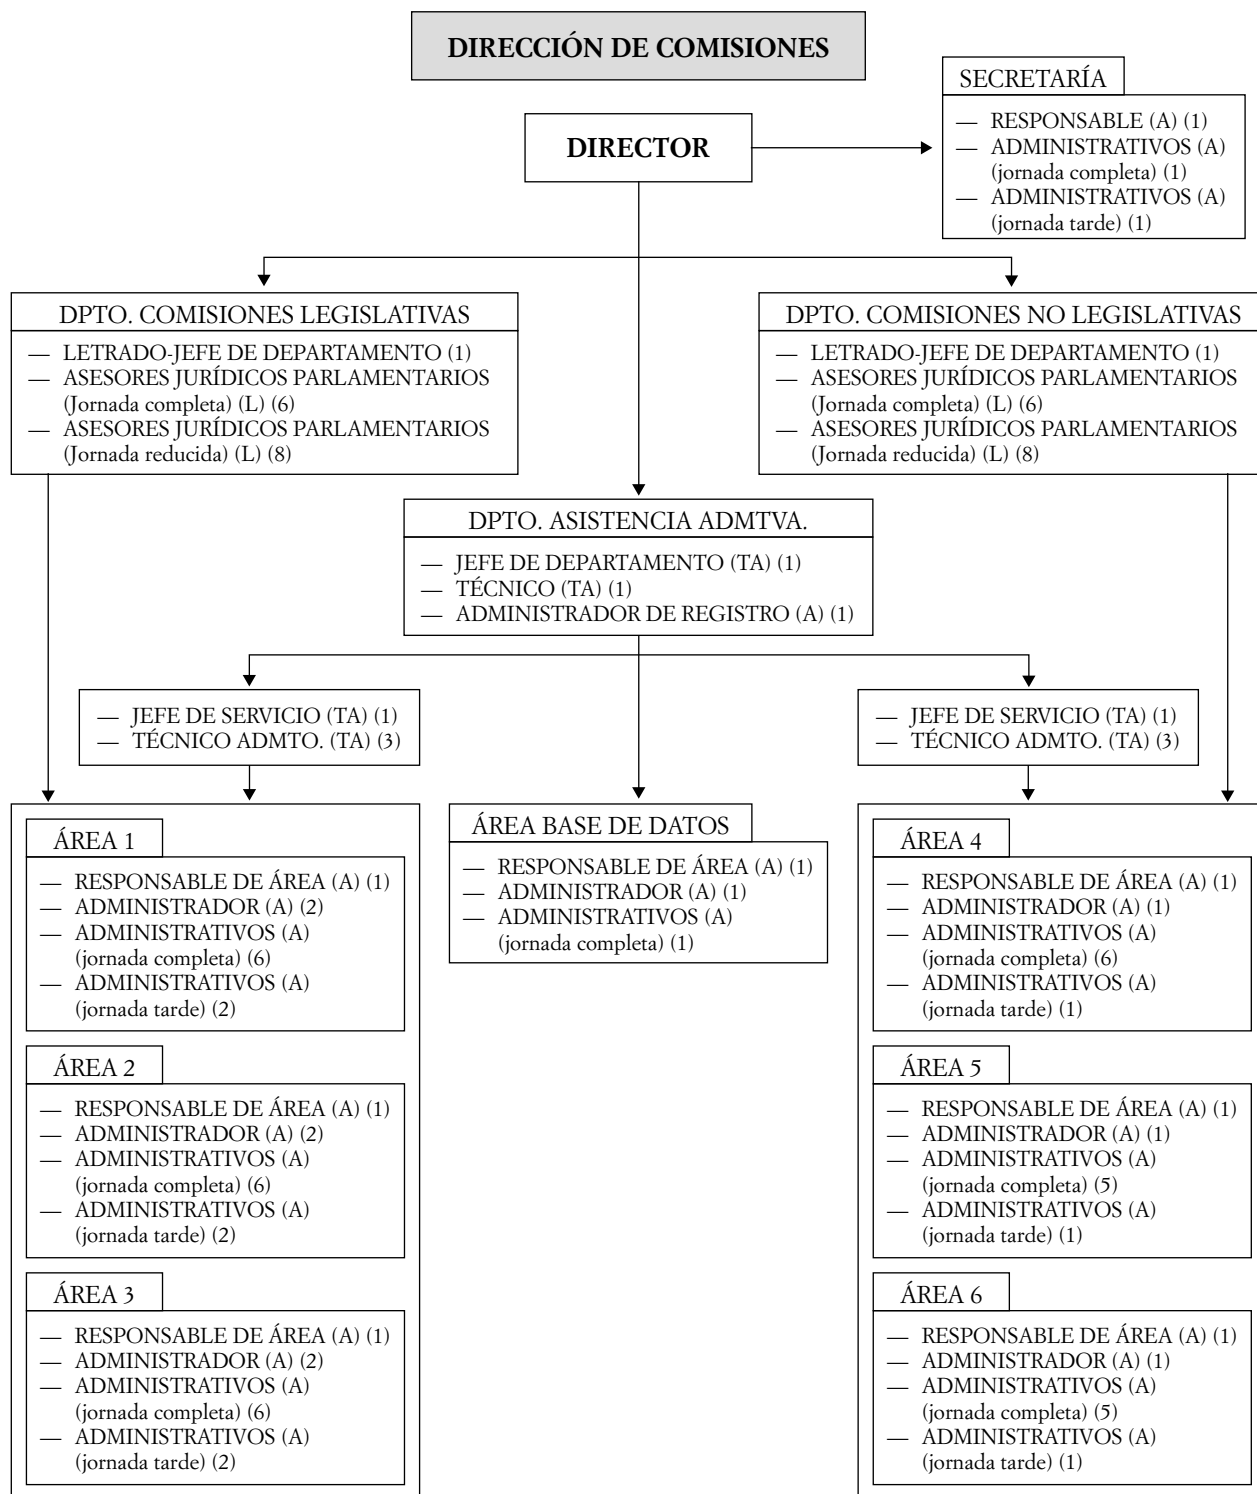 DIRECCIÓN DE COMISIONES
SECRETARÍA
— RESPONSABLE (A) (1)
— ADMINISTRATIVOS (A)
(jornada completa) (1)
— ADMINISTRATIVOS (A)
(jornada tarde) (1)
DIRECTOR
DPTO. COMISIONES LEGISLATIVAS
— LETRADO-JEFE DE DEPARTAMENTO (1)
— ASESORES JURÍDICOS PARLAMENTARIOS
(Jornada completa) (L) (6)
— ASESORES JURÍDICOS PARLAMENTARIOS
(Jornada reducida) (L) (8)
DPTO. COMISIONES NO LEGISLATIVAS
— LETRADO-JEFE DE DEPARTAMENTO (1)
— ASESORES JURÍDICOS PARLAMENTARIOS
(Jornada completa) (L) (6)
— ASESORES JURÍDICOS PARLAMENTARIOS
(Jornada reducida) (L) (8)
DPTO. ASISTENCIA ADMTVA.
— JEFE DE DEPARTAMENTO (TA) (1)
— TÉCNICO (TA) (1)
— ADMINISTRADOR DE REGISTRO (A) (1)
— JEFE DE SERVICIO (TA) (1)
— TÉCNICO ADMTO. (TA) (3)
— JEFE DE SERVICIO (TA) (1)
— TÉCNICO ADMTO. (TA) (3)
ÁREA 1
— RESPONSABLE DE ÁREA (A) (1)
— ADMINISTRADOR (A) (2)
— ADMINISTRATIVOS (A)
(jornada completa) (6)
— ADMINISTRATIVOS (A)
(jornada tarde) (2)
ÁREA 2
— RESPONSABLE DE ÁREA (A) (1)
— ADMINISTRADOR (A) (2)
— ADMINISTRATIVOS (A)
(jornada completa) (6)
— ADMINISTRATIVOS (A)
(jornada tarde) (2)
ÁREA 3
— RESPONSABLE DE ÁREA (A) (1)
— ADMINISTRADOR (A) (2)
— ADMINISTRATIVOS (A)
(jornada completa) (6)
— ADMINISTRATIVOS (A)
(jornada tarde) (2)
ÁREA BASE DE DATOS
— RESPONSABLE DE ÁREA (A) (1)
— ADMINISTRADOR (A) (1)
— ADMINISTRATIVOS (A)
(jornada completa) (1)
ÁREA 4
— RESPONSABLE DE ÁREA (A) (1)
— ADMINISTRADOR (A) (1)
— ADMINISTRATIVOS (A)
(jornada completa) (6)
— ADMINISTRATIVOS (A)
(jornada tarde) (1)
ÁREA 5
— RESPONSABLE DE ÁREA (A) (1)
— ADMINISTRADOR (A) (1)
— ADMINISTRATIVOS (A)
(jornada completa) (5)
— ADMINISTRATIVOS (A)
(jornada tarde) (1)
ÁREA 6
— RESPONSABLE DE ÁREA (A) (1)
— ADMINISTRADOR (A) (1)
— ADMINISTRATIVOS (A)
(jornada completa) (5)
— ADMINISTRATIVOS (A)
(jornada tarde) (1)